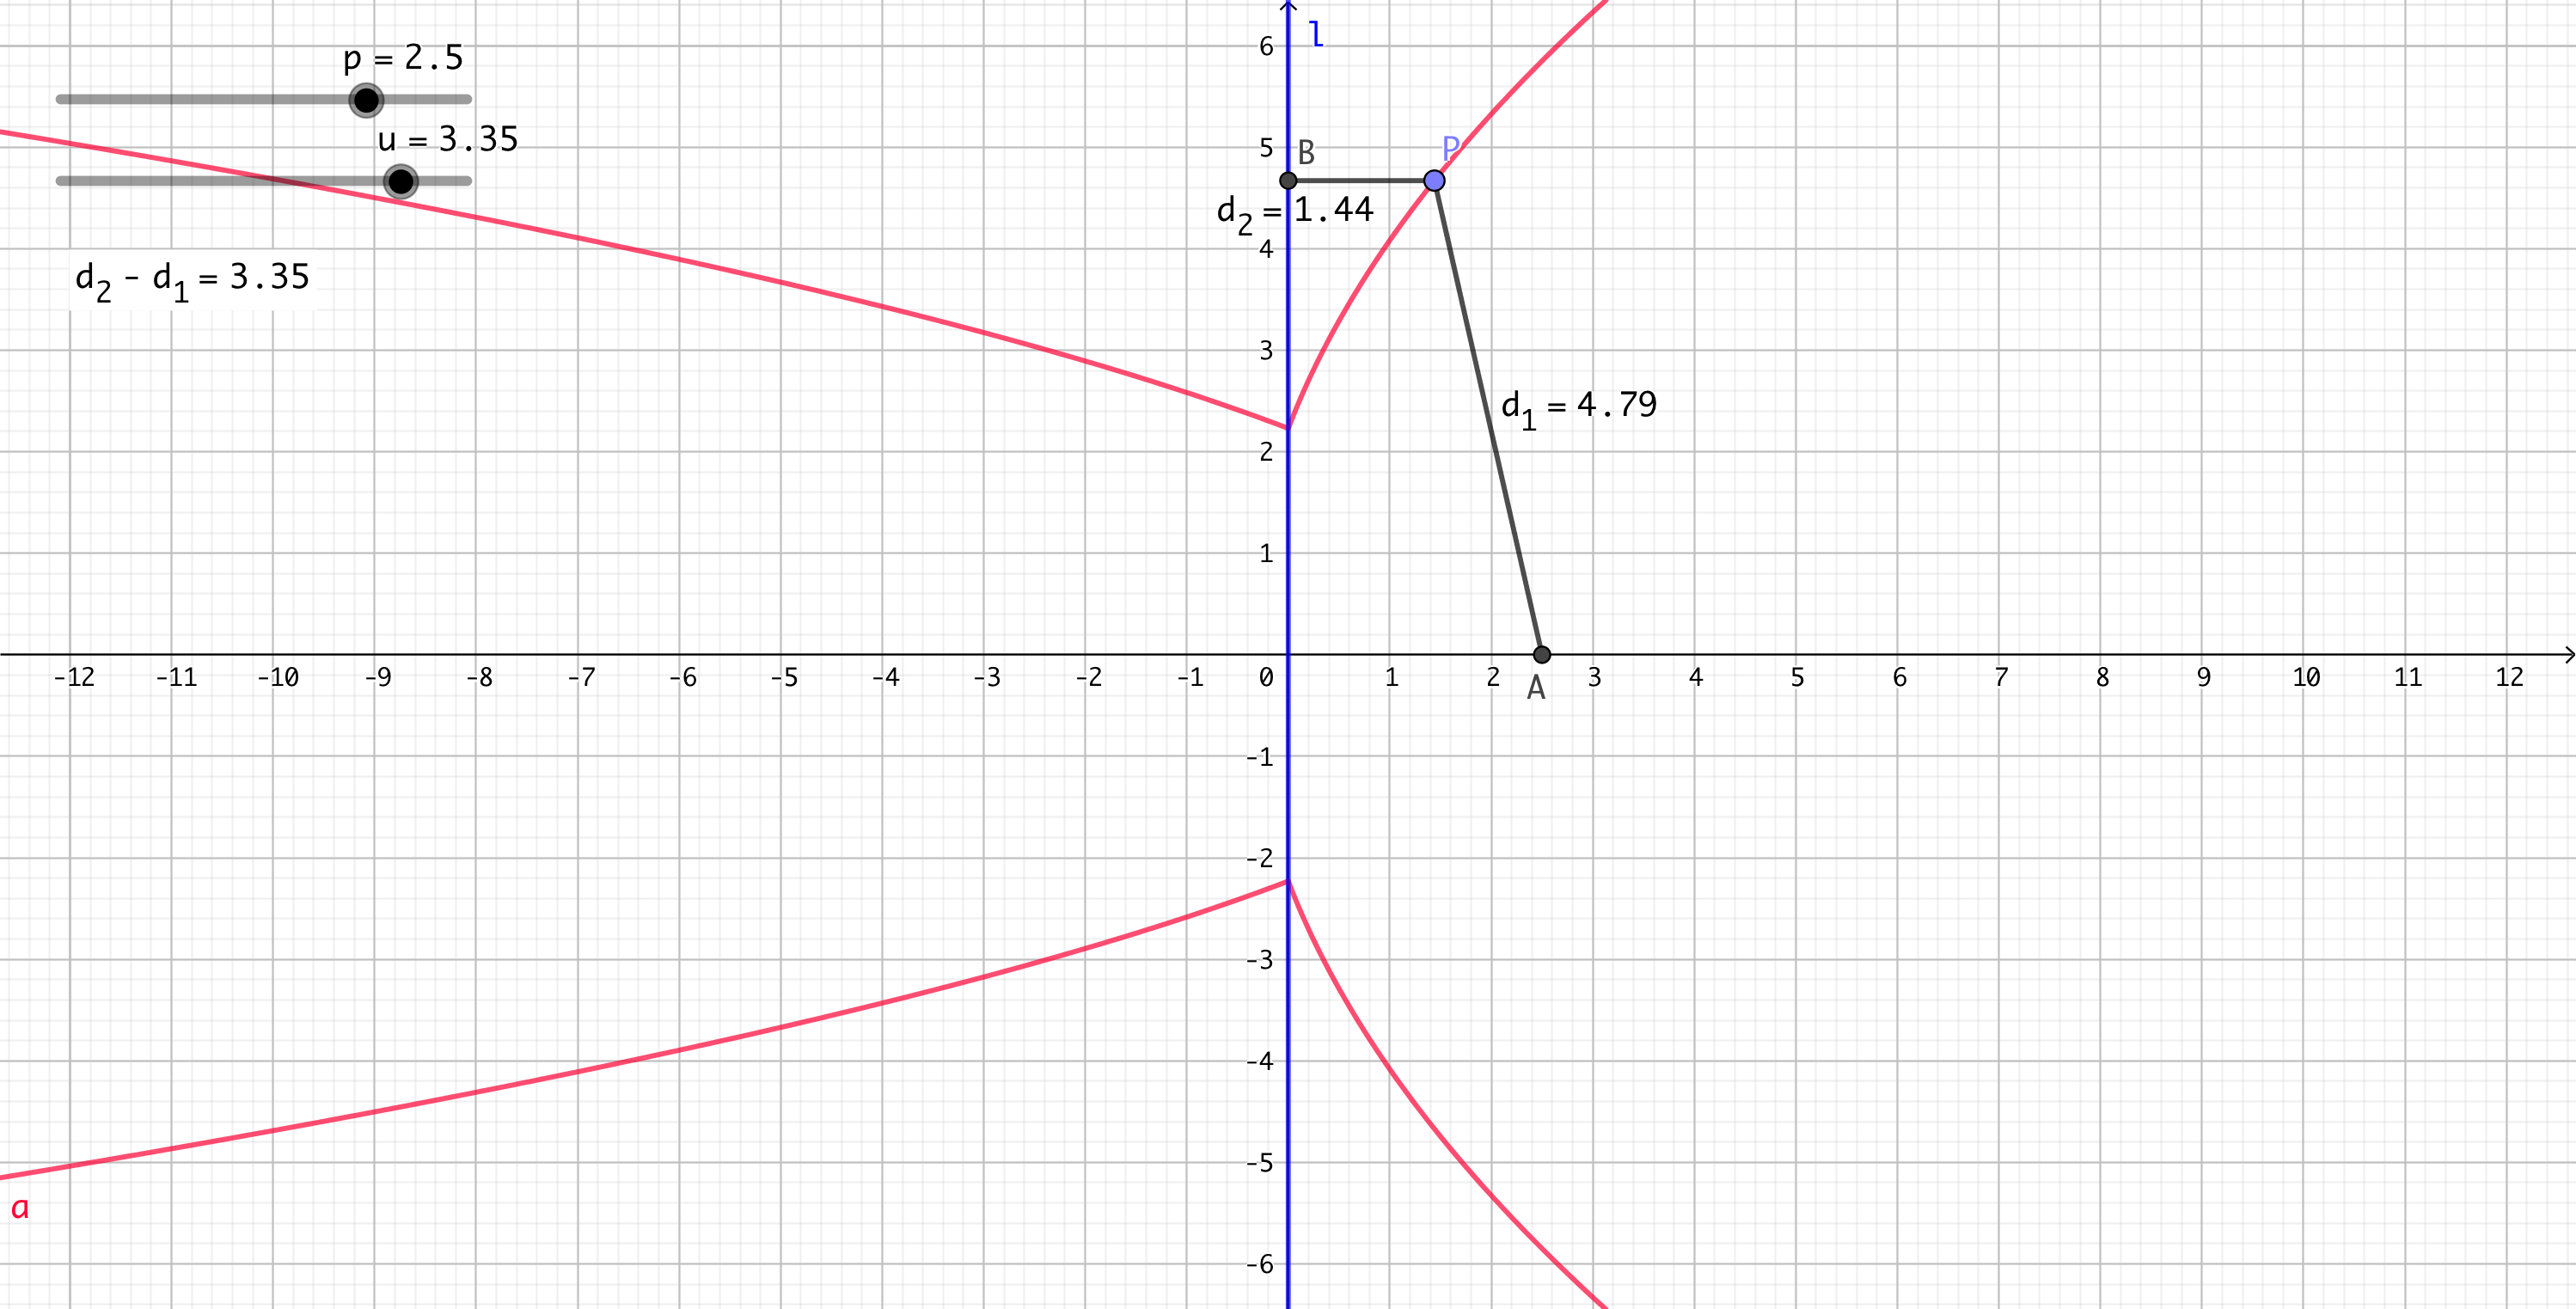 p = 2.5
u = 3.35
d₂ - d₁ = 3.35
l
6
5
B
P
d₂ = 1.44
4
3
d₁ = 4.79
2
1
-12 -11 -10 -9 -8 -7 -6 -5 -4 -3 -2 -1 0 1 2 3 4 5 6 7 8 9 10 11 12
A
-1
-2
-3
-4
-5
a
-6